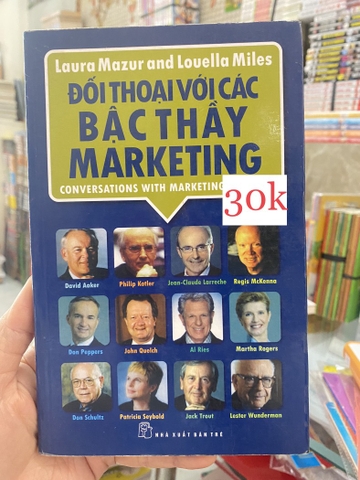 Laura Mazur and Louella Miles
ĐỐI THOẠI VỚI CÁC
BẬC THẦY
MARKETING
CONVERSATIONS WITH MARKETING
30k
David Aaker
Philip Kotler
Jean-Claude Larreche
Regis McKenna
Don Peppers
John Quelch
Al Ries
Martha Rogers
Don Schultz
Patricia Seybold
Jack Trout
Lester Wunderman
NHÀ XUẤT BẢN TRẺ